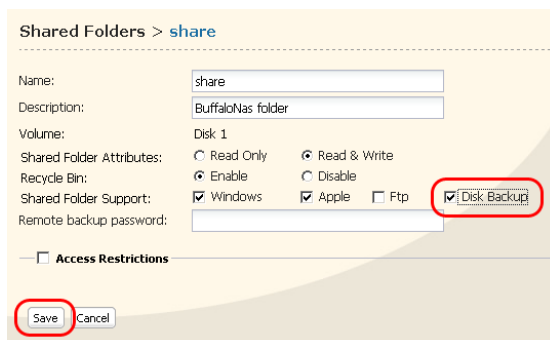 Shared Folders > share
Name: share
Description: BuffaloNas folder
Volume: Disk 1
Shared Folder Attributes: Read Only Read & Write
Recycle Bin: Enable Disable
Shared Folder Support: Windows Apple Ftp Disk Backup
Remote backup password:
Access Restrictions
Save Cancel